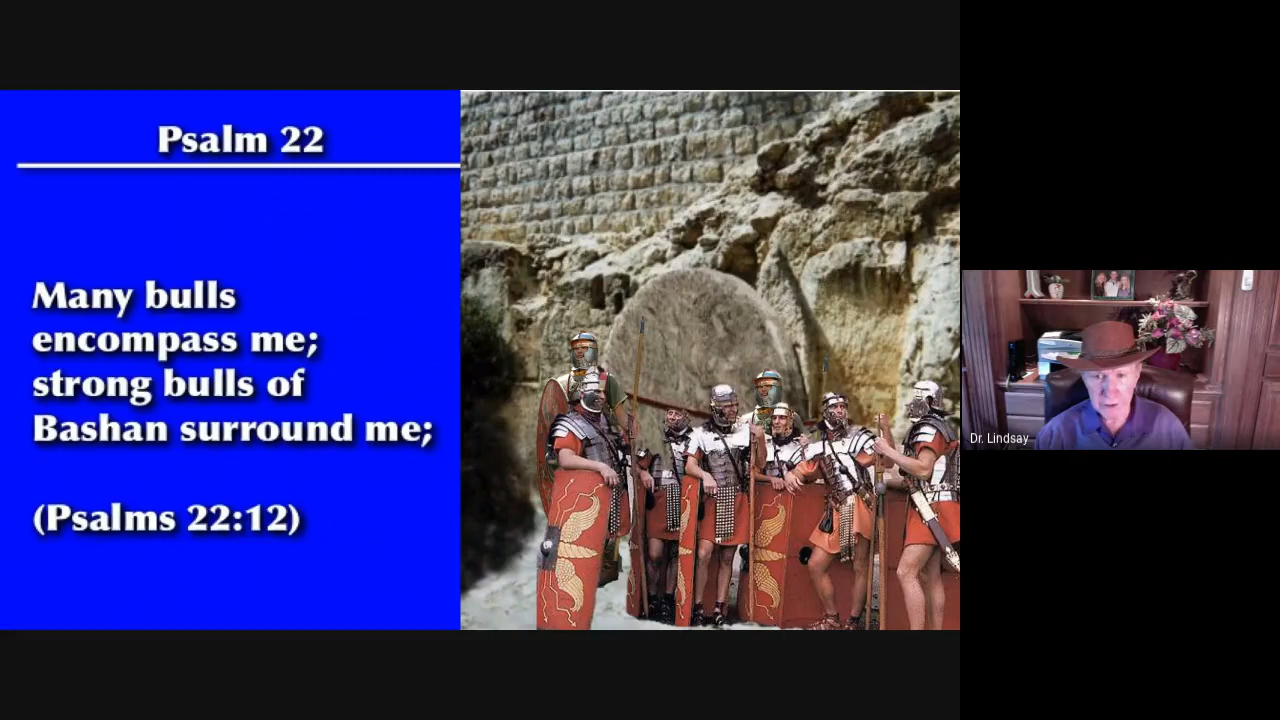 Psalm 22
Many bulls
encompass me;
strong bulls of
Bashan surround me;
(Psalms 22:12)
Dr. Lindsay